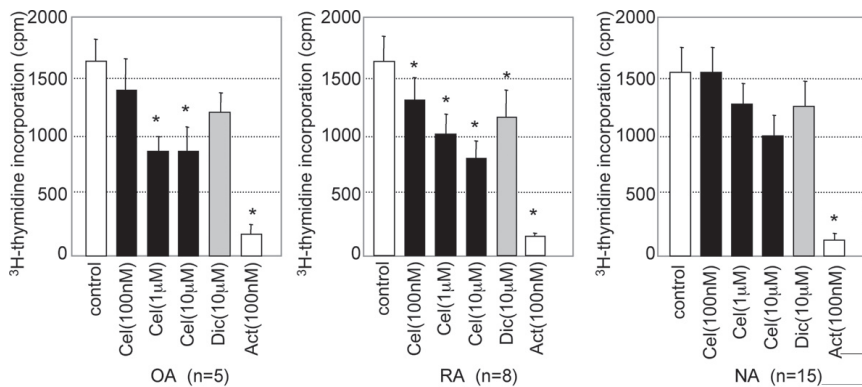 2000
1500
1000
500
0
³H-thymidine incorporation (cpm)
*
*
*
control
Cel(100nM)
Cel(1μM)
Cel(10μM)
Dic(10μM)
Act(100nM)
OA (n=5)
2000
1500
1000
500
0
³H-thymidine incorporation (cpm)
*
*
*
*
*
control
Cel(100nM)
Cel(1μM)
Cel(10μM)
Dic(10μM)
Act(100nM)
RA (n=8)
2000
1500
1000
500
0
³H-thymidine incorporation (cpm)
*
control
Cel(100nM)
Cel(1μM)
Cel(10μM)
Dic(10μM)
Act(100nM)
NA (n=15)